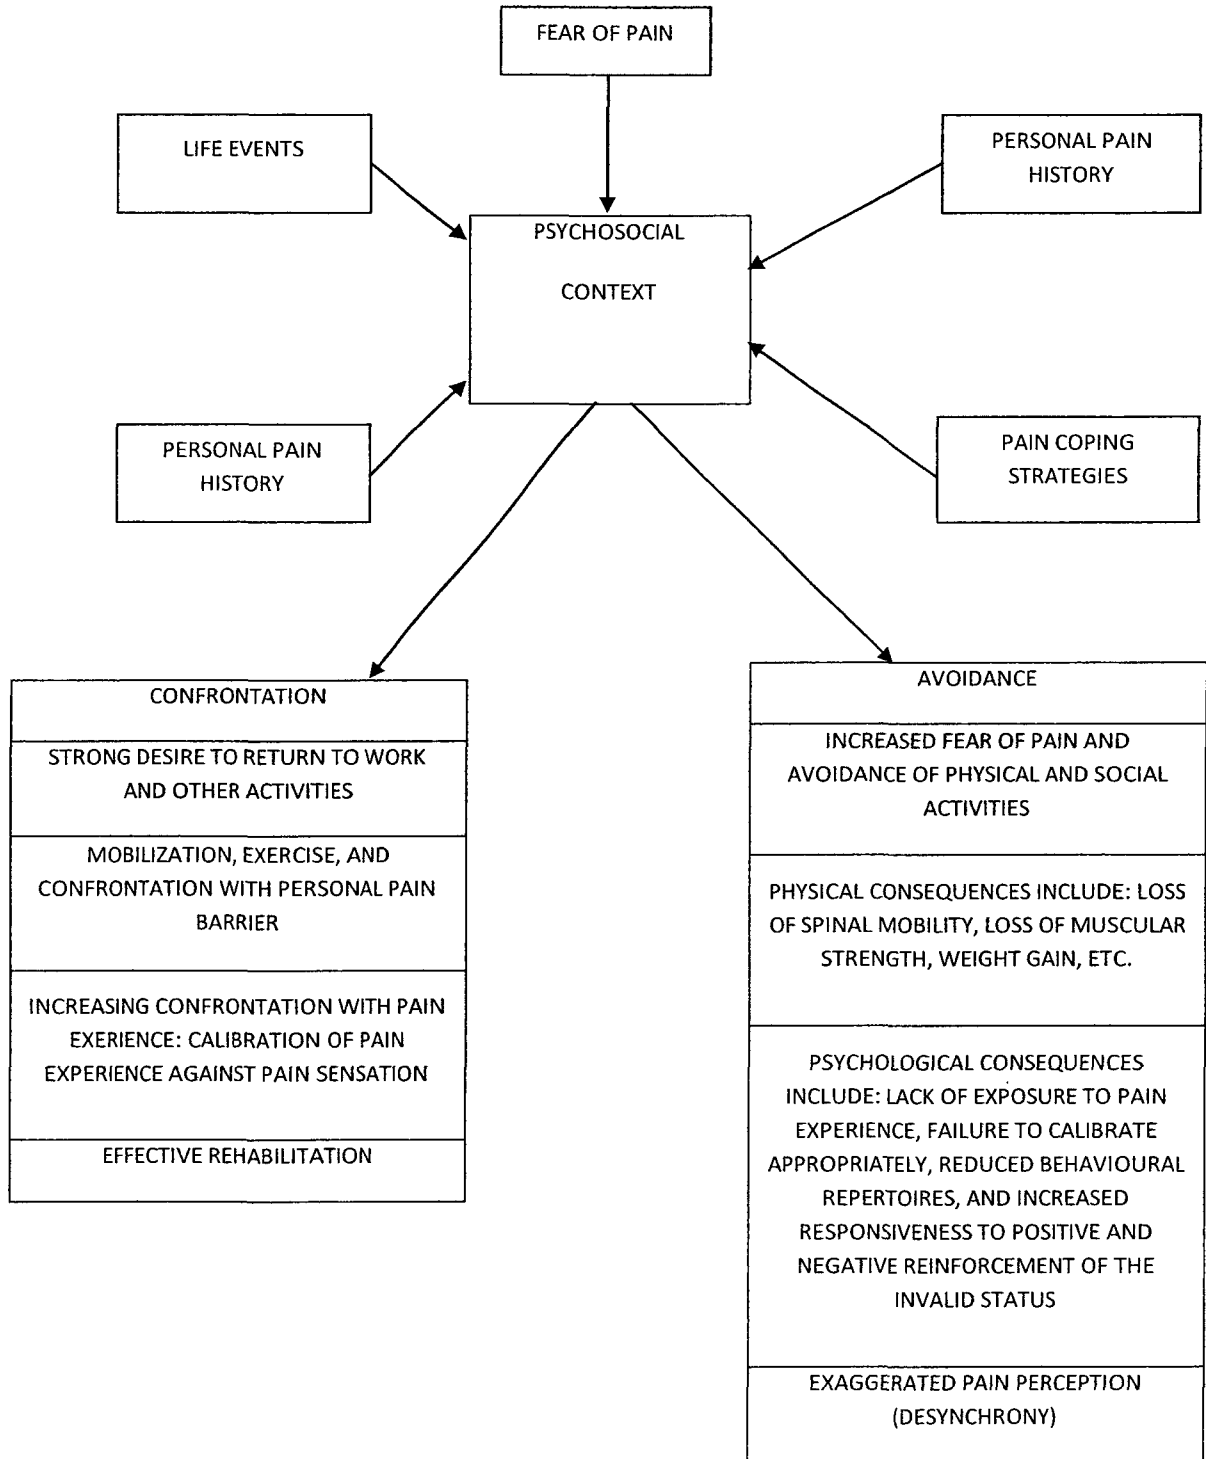 FEAR OF PAIN
LIFE EVENTS
PERSONAL PAIN
HISTORY
PSYCHOSOCIAL
CONTEXT
PERSONAL PAIN
HISTORY
PAIN COPING
STRATEGIES
CONFRONTATION
STRONG DESIRE TO RETURN TO WORK
AND OTHER ACTIVITIES
MOBILIZATION, EXERCISE, AND
CONFRONTATION WITH PERSONAL PAIN
BARRIER
INCREASING CONFRONTATION WITH PAIN
EXERIENCE: CALIBRATION OF PAIN
EXPERIENCE AGAINST PAIN SENSATION
EFFECTIVE REHABILITATION
AVOIDANCE
INCREASED FEAR OF PAIN AND
AVOIDANCE OF PHYSICAL AND SOCIAL
ACTIVITIES
PHYSICAL CONSEQUENCES INCLUDE: LOSS
OF SPINAL MOBILITY, LOSS OF MUSCULAR
STRENGTH, WEIGHT GAIN, ETC.
PSYCHOLOGICAL CONSEQUENCES
INCLUDE: LACK OF EXPOSURE TO PAIN
EXPERIENCE, FAILURE TO CALIBRATE
APPROPRIATELY, REDUCED BEHAVIOURAL
REPERTOIRES, AND INCREASED
RESPONSIVENESS TO POSITIVE AND
NEGATIVE REINFORCEMENT OF THE
INVALID STATUS
EXAGGERATED PAIN PERCEPTION
(DESYNCHRONY)